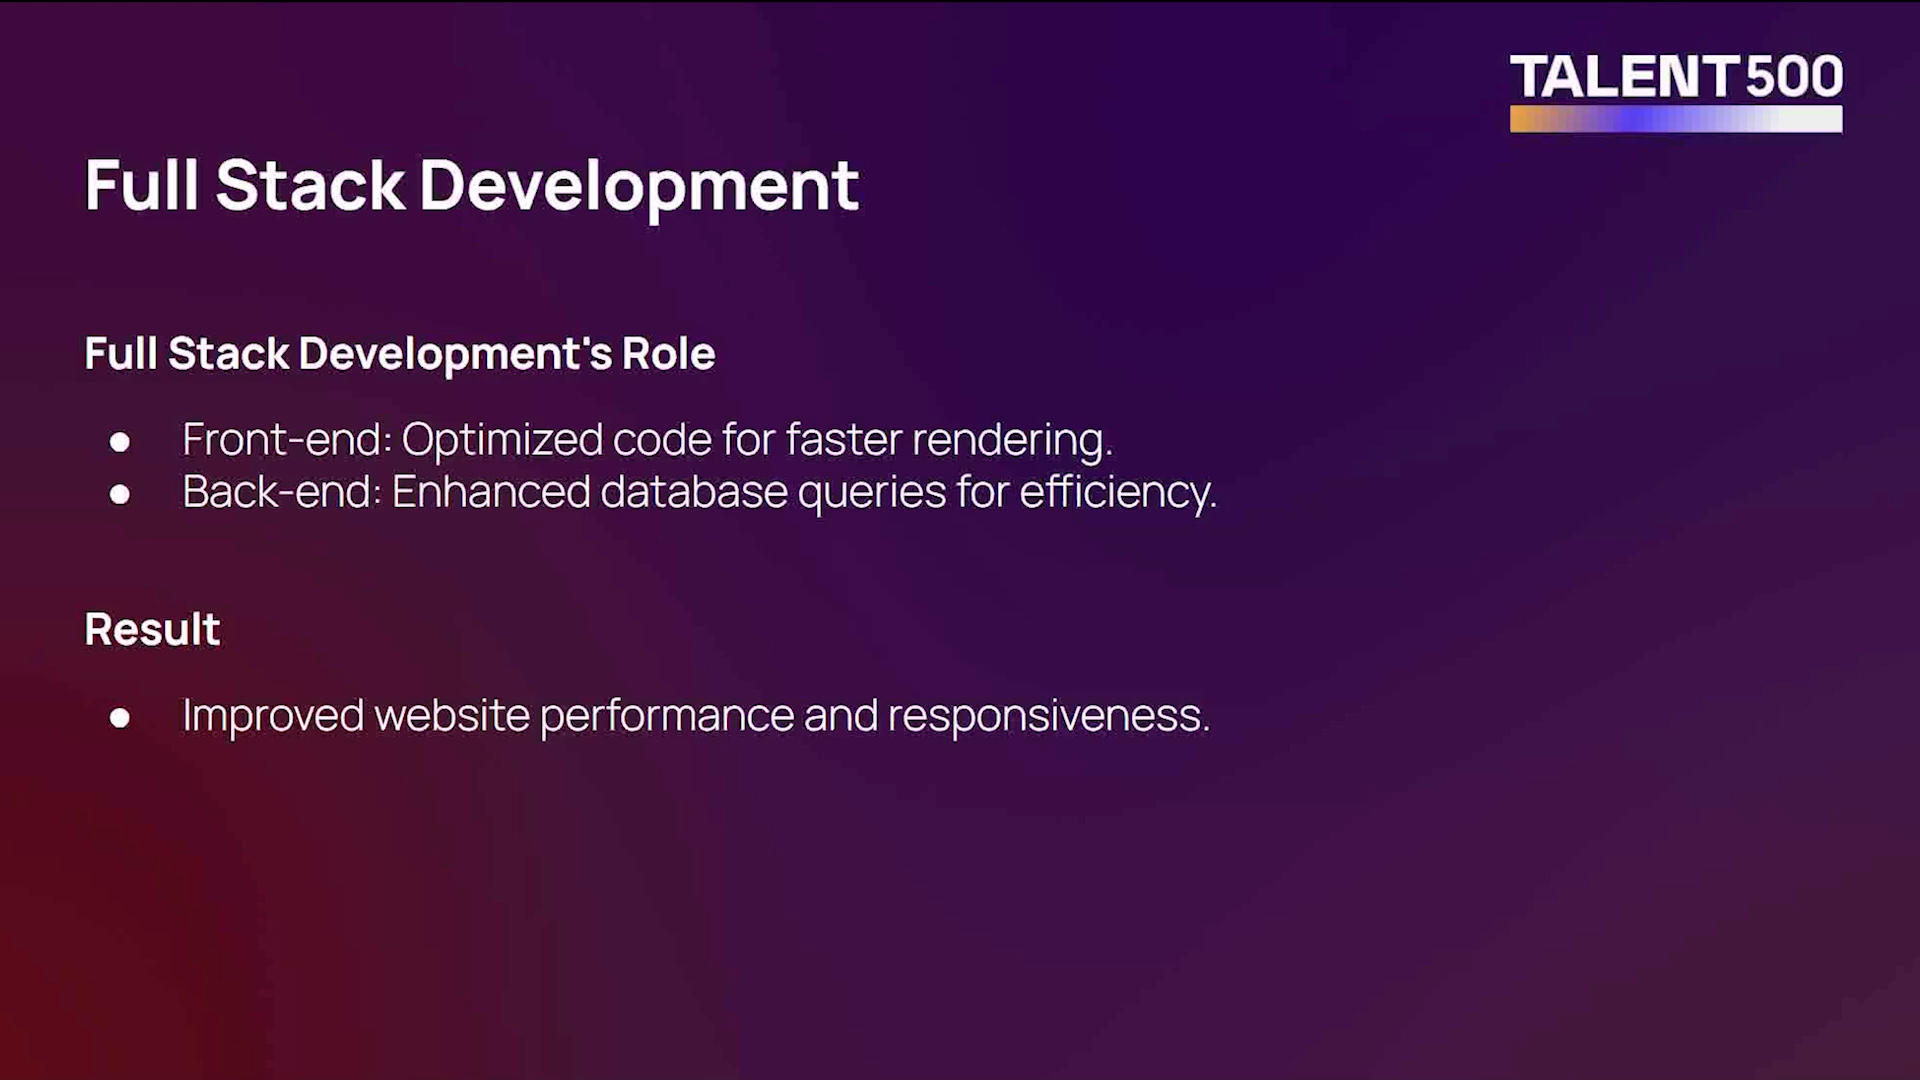 TALENT500
Full Stack Development
Full Stack Development's Role
● Front-end: Optimized code for faster rendering.
● Back-end: Enhanced database queries for efficiency.
Result
● Improved website performance and responsiveness.